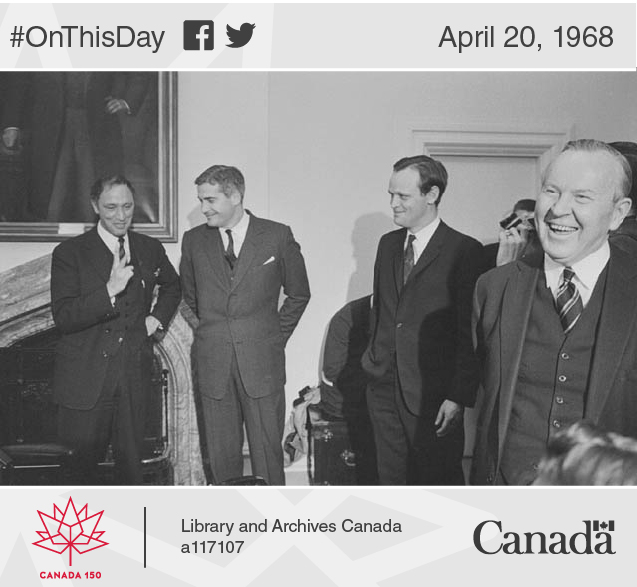 #OnThisDay
April 20, 1968
CANADA 150
Library and Archives Canada
a117107
Canada